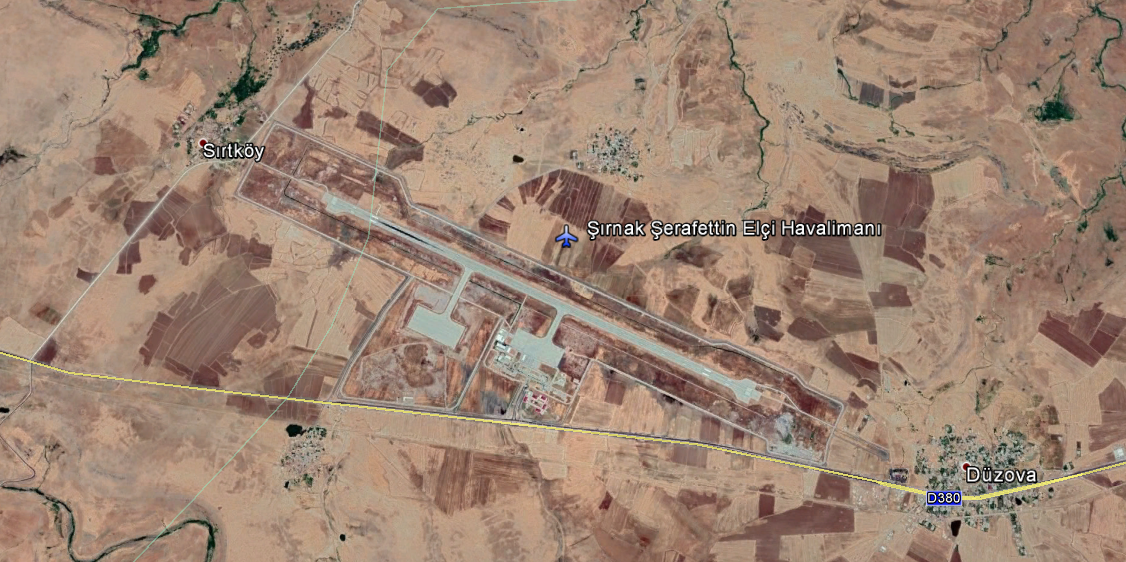 Sırtköy
Şırnak Şerafettin Elçi Havalimanı
Düzova
D380